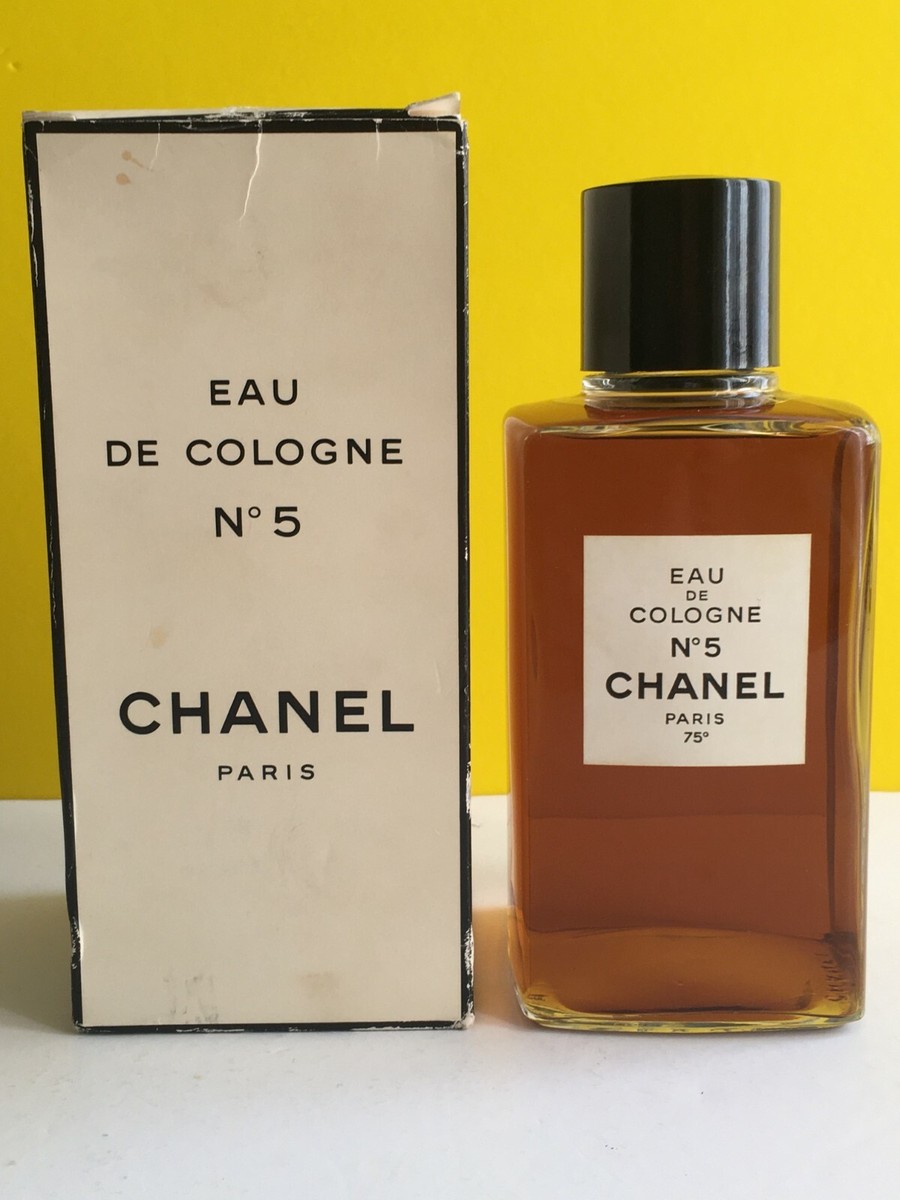 EAU
DE COLOGNE
N° 5
CHANEL
PARIS
EAU
DE
COLOGNE
N° 5
CHANEL
PARIS
75°